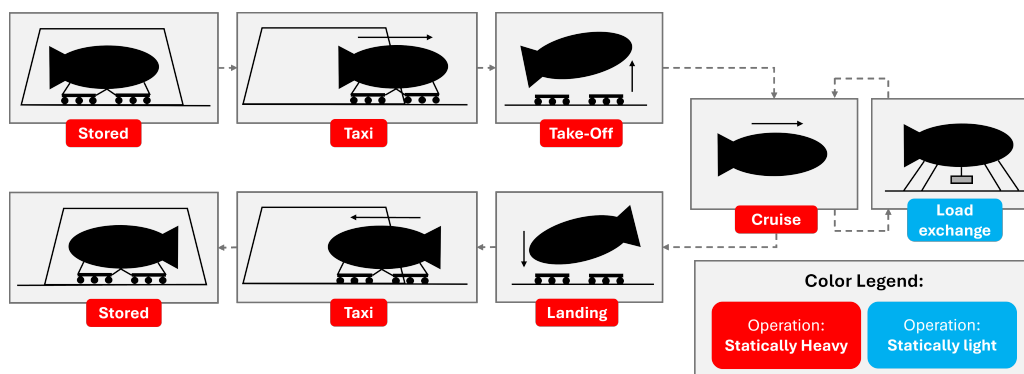 Stored
Taxi
Take-Off
Cruise
Load
exchange
Stored
Taxi
Landing
Color Legend:
Operation:
Statically Heavy
Operation:
Statically light